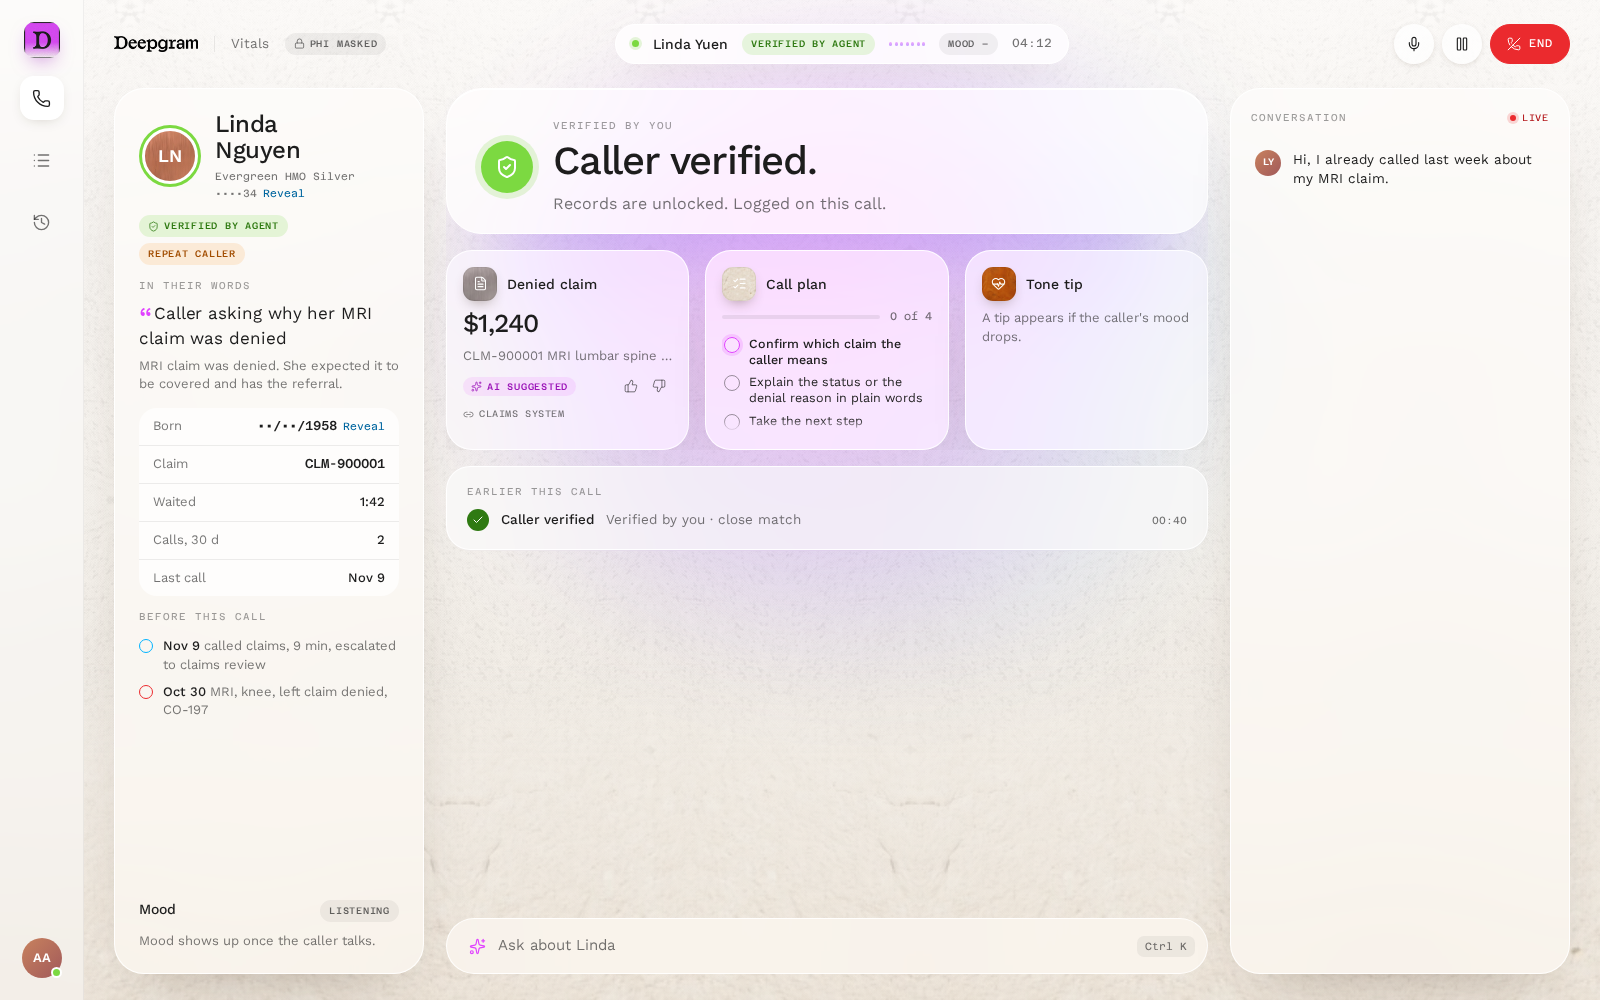 D
Deepgram
Vitals
PHI MASKED
Linda Yuen
VERIFIED BY AGENT
MOOD –
04:12
END
LN
Linda
Nguyen
Evergreen HMO Silver
••••34 Reveal
VERIFIED BY AGENT
REPEAT CALLER
IN THEIR WORDS
“Caller asking why her MRI
claim was denied
MRI claim was denied. She expected it to
be covered and has the referral.
Born ••/••/1958 Reveal
Claim CLM-900001
Waited 1:42
Calls, 30 d 2
Last call Nov 9
BEFORE THIS CALL
Nov 9 called claims, 9 min, escalated
to claims review
Oct 30 MRI, knee, left claim denied,
CO-197
Mood LISTENING
Mood shows up once the caller talks.
AA
VERIFIED BY YOU
Caller verified.
Records are unlocked. Logged on this call.
Denied claim
$1,240
CLM-900001 MRI lumbar spine ...
AI SUGGESTED
CLAIMS SYSTEM
Call plan
0 of 4
Confirm which claim the
caller means
Explain the status or the
denial reason in plain words
Take the next step
Tone tip
A tip appears if the caller's mood
drops.
EARLIER THIS CALL
Caller verified Verified by you · close match 00:40
Ask about Linda Ctrl K
CONVERSATION LIVE
LY
Hi, I already called last week about
my MRI claim.